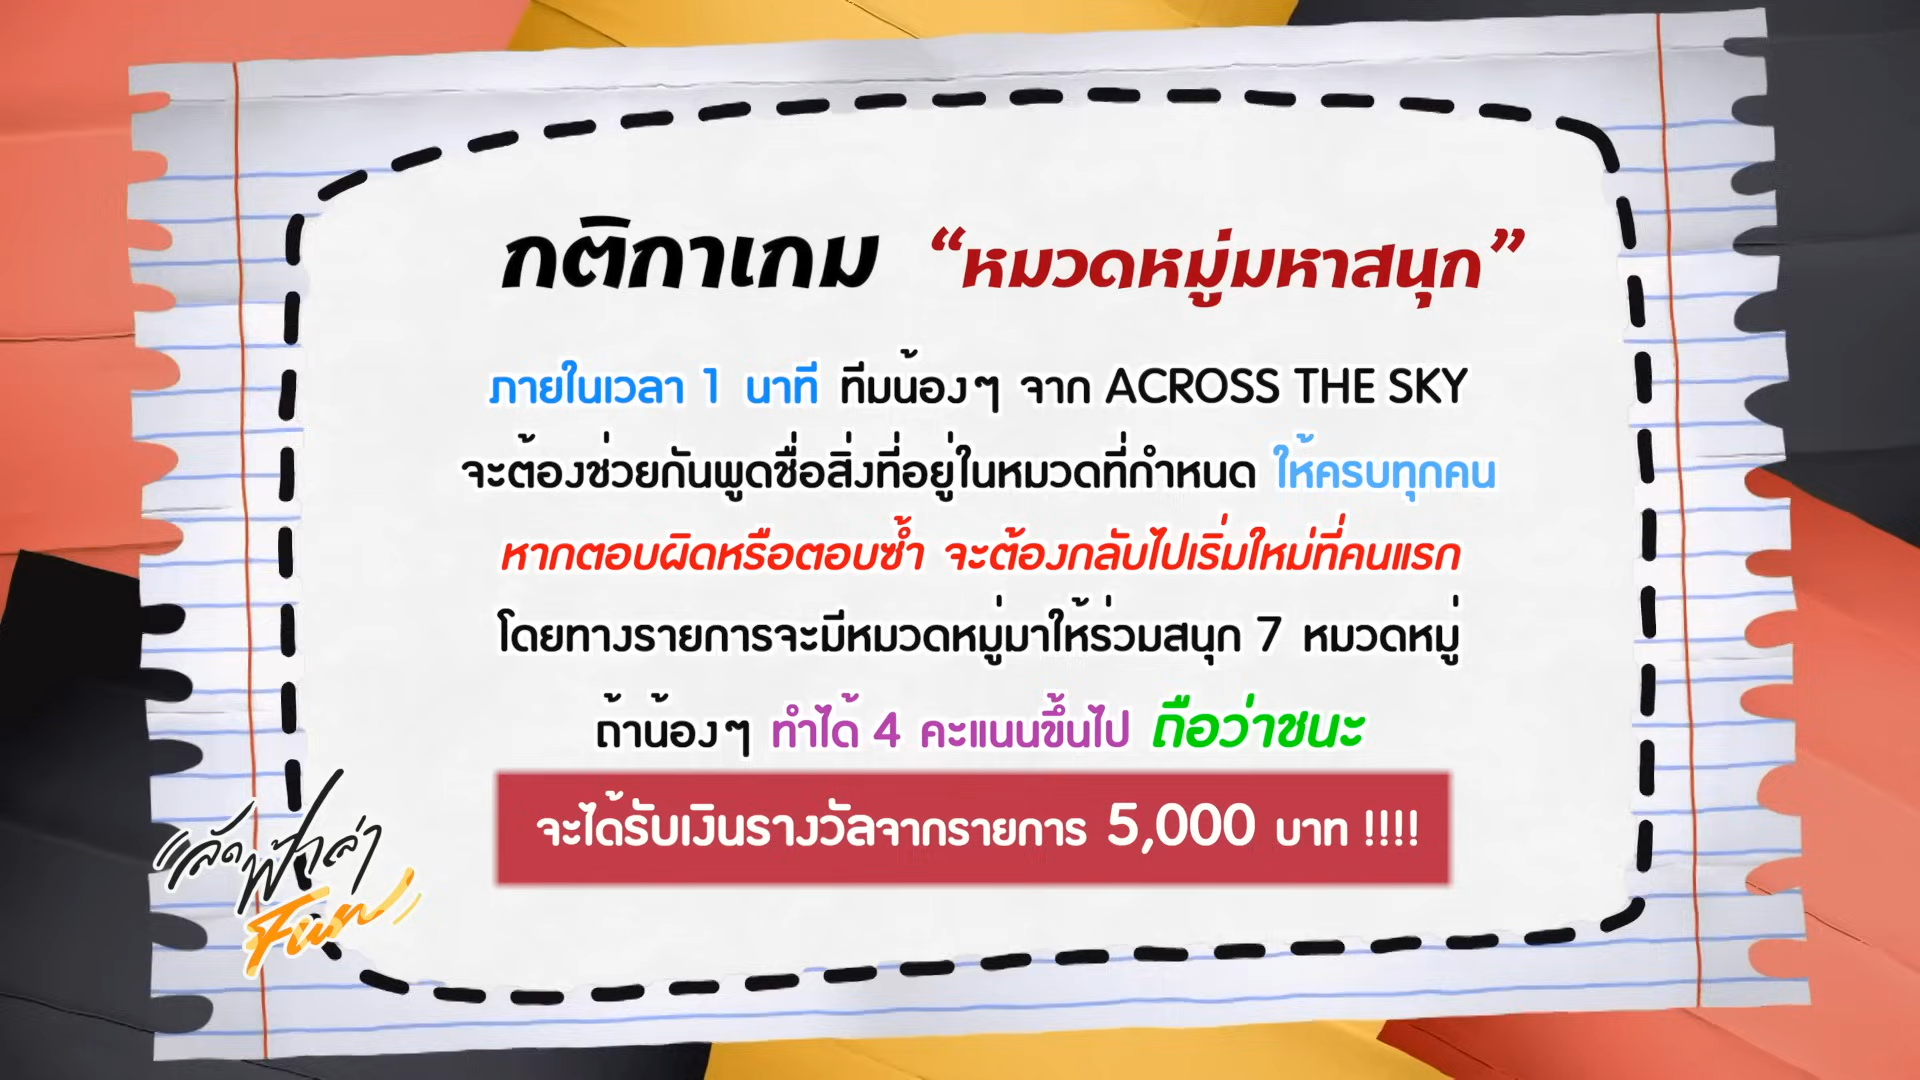 กติกาเกม “หมวดหมู่มหาสนุก”
ภายในเวลา 1 นาที ทีมน้องๆ จาก ACROSS THE SKY
จะต้องช่วยกันพูดชื่อสิ่งที่อยู่ในหมวดที่กำหนด ให้ครบทุกคน
หากตอบผิดหรือตอบซ้ำ จะต้องกลับไปเริ่มใหม่ที่คนแรก
โดยทางรายการจะมีหมวดหมู่มาให้ร่วมสนุก 7 หมวดหมู่
ถ้าน้องๆ ทำได้ 4 คะแนนขึ้นไป ถือว่าชนะ
จะได้รับเงินรางวัลจากรายการ 5,000 บาท !!!!
ลัดฟ้าล่า
Fun